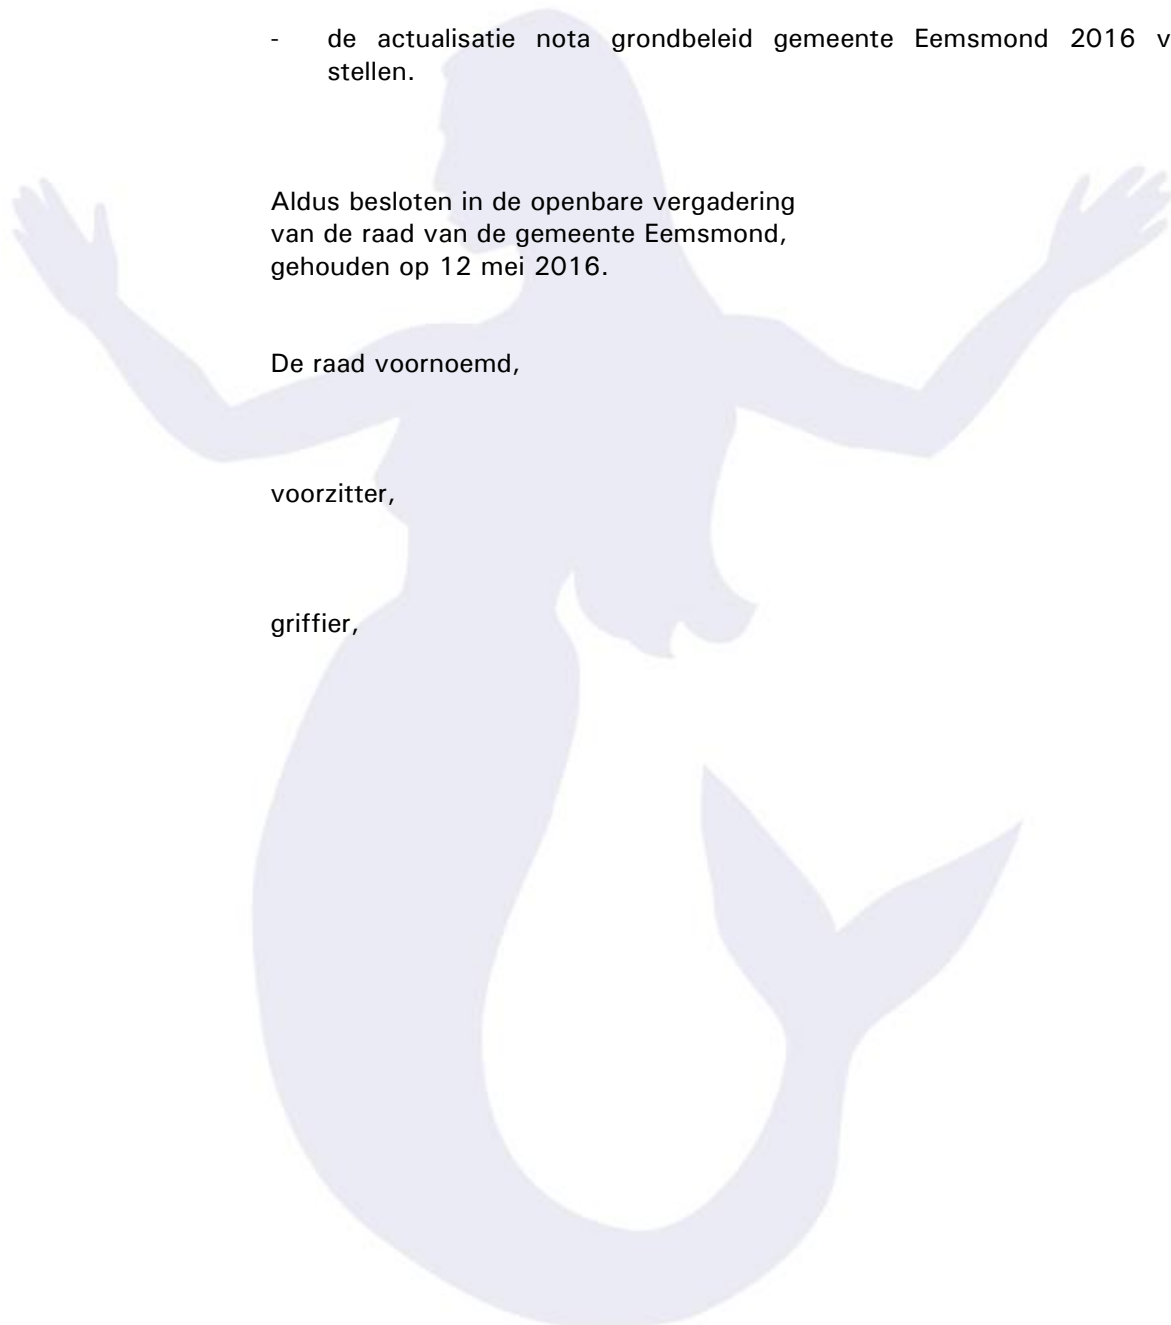 - de actualisatie nota grondbeleid gemeente Eemsmond 2016 v
stellen.
Aldus besloten in de openbare vergadering
van de raad van de gemeente Eemsmond,
gehouden op 12 mei 2016.
De raad voornoemd,
voorzitter,
griffier,